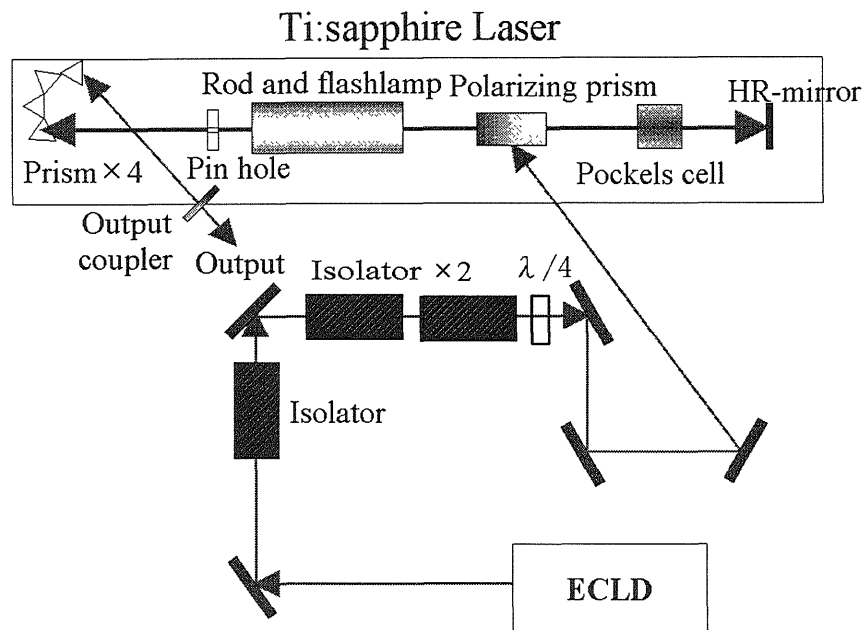 Ti:sapphire Laser
Rod and flashlamp
Polarizing prism
HR-mirror
Prism × 4
Pin hole
Pockels cell
Output
coupler
Output
Isolator × 2
λ /4
Isolator
ECLD